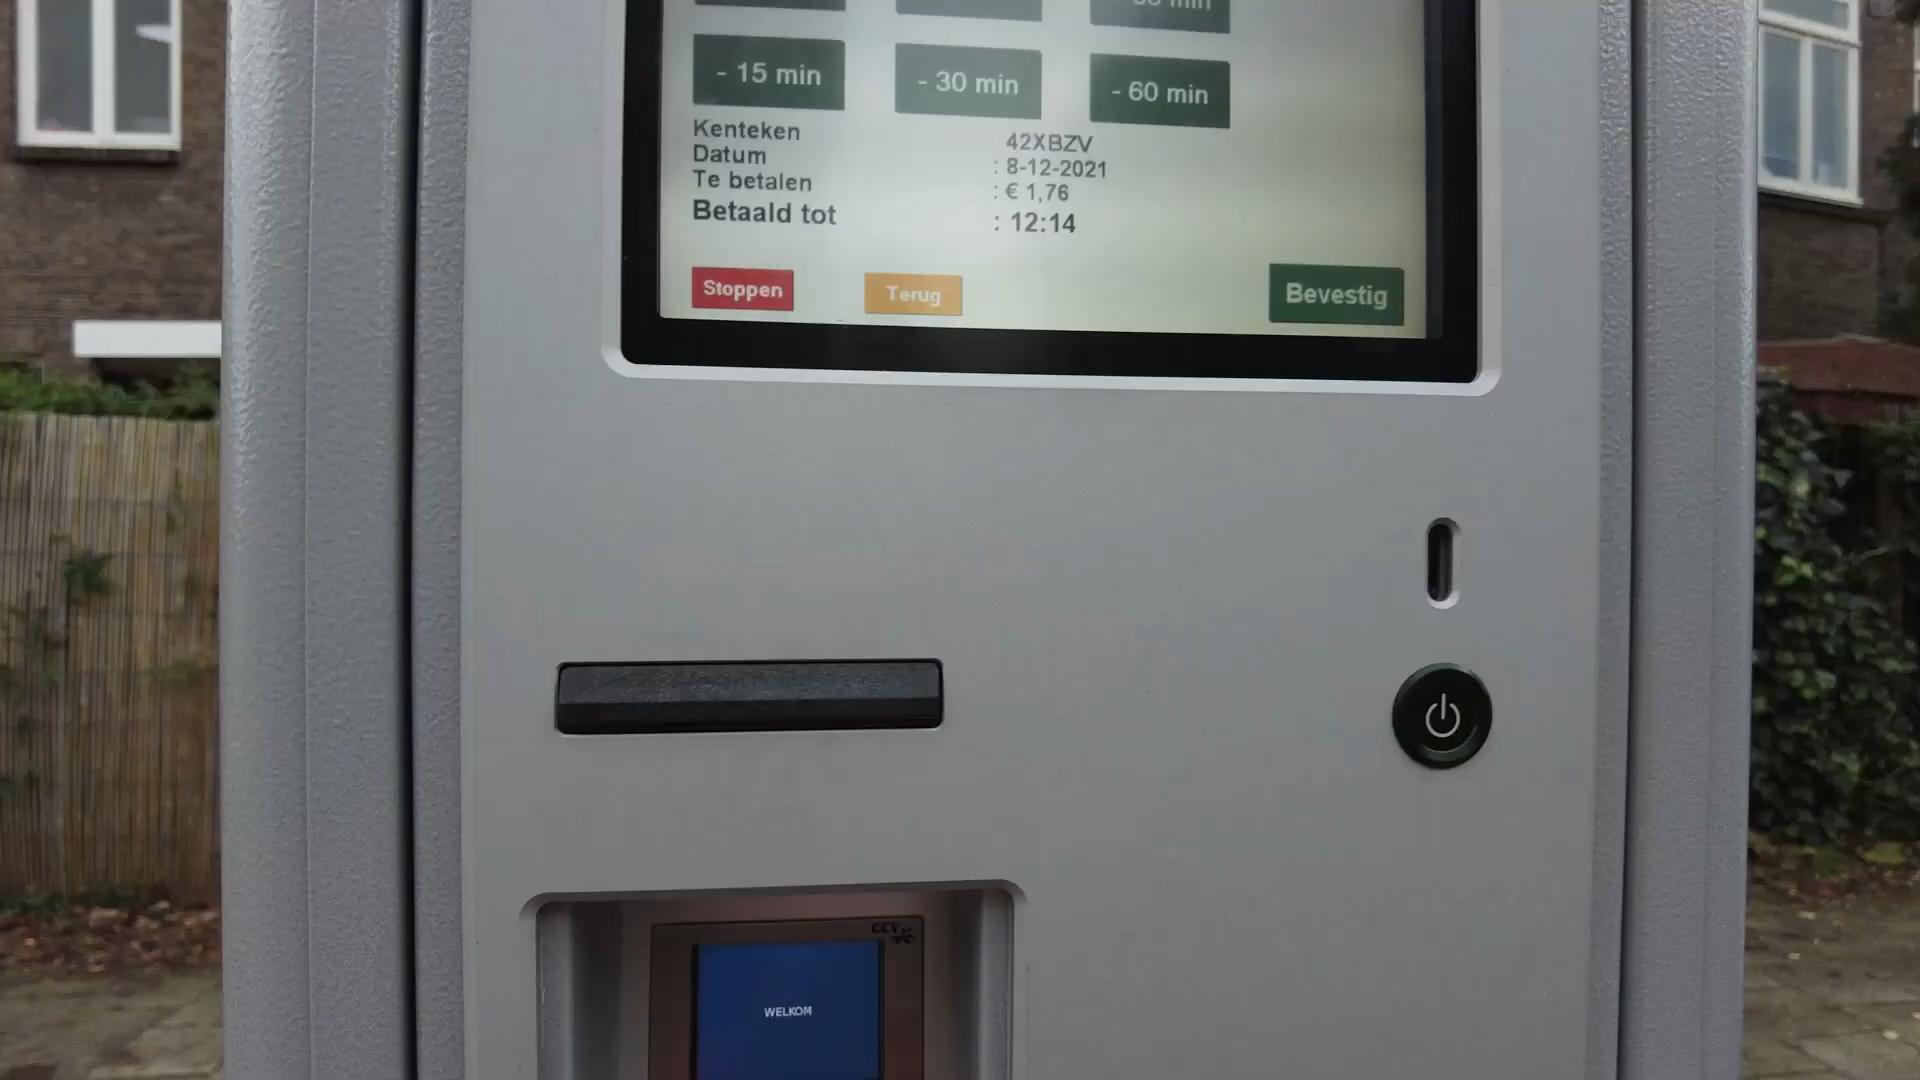 - 15 min
- 30 min
- 60 min
Kenteken 42XBZV
Datum : 8-12-2021
Te betalen : € 1,76
Betaald tot : 12:14
Stoppen
Terug
Bevestig
CCV
WELKOM